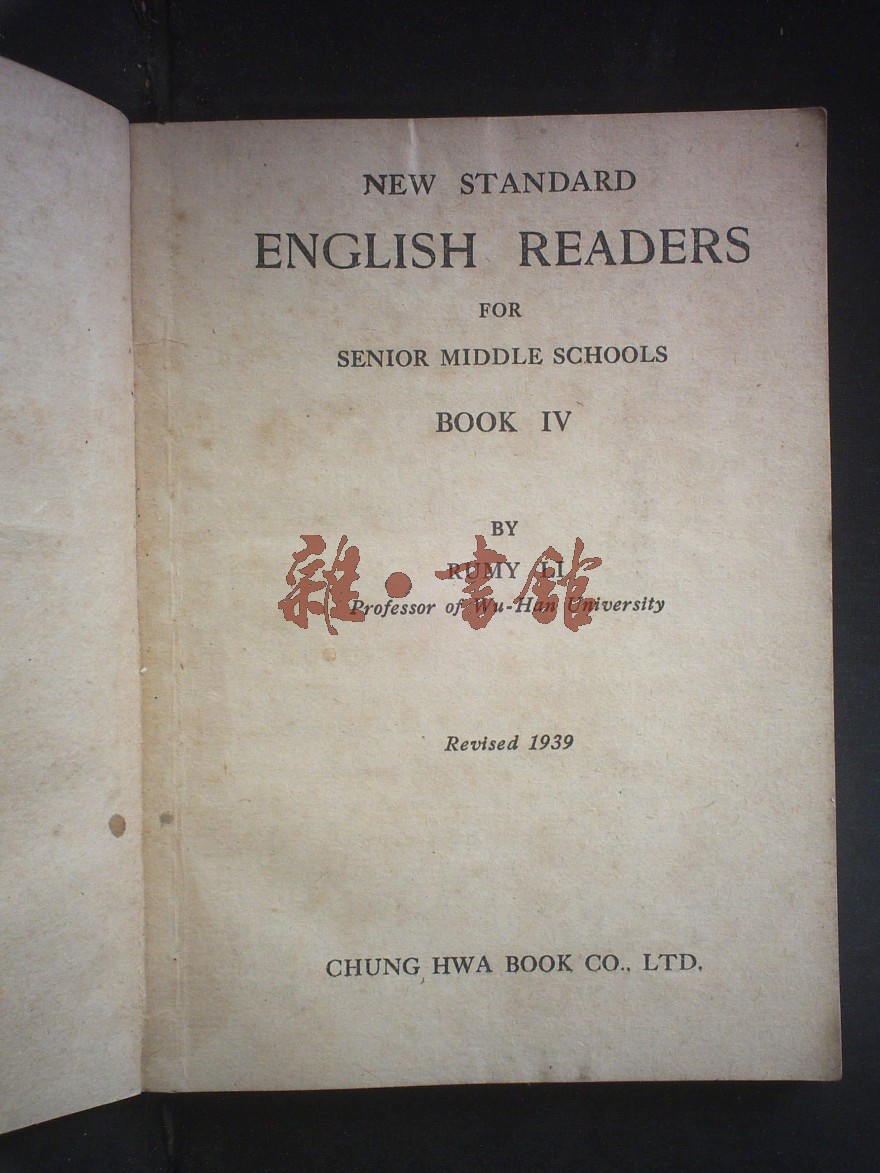 NEW STANDARD
ENGLISH READERS
FOR
SENIOR MIDDLE SCHOOLS
BOOK IV
BY
RUMY LI
Professor of Wu-Han University
雜·書館
Revised 1939
CHUNG HWA BOOK CO., LTD.